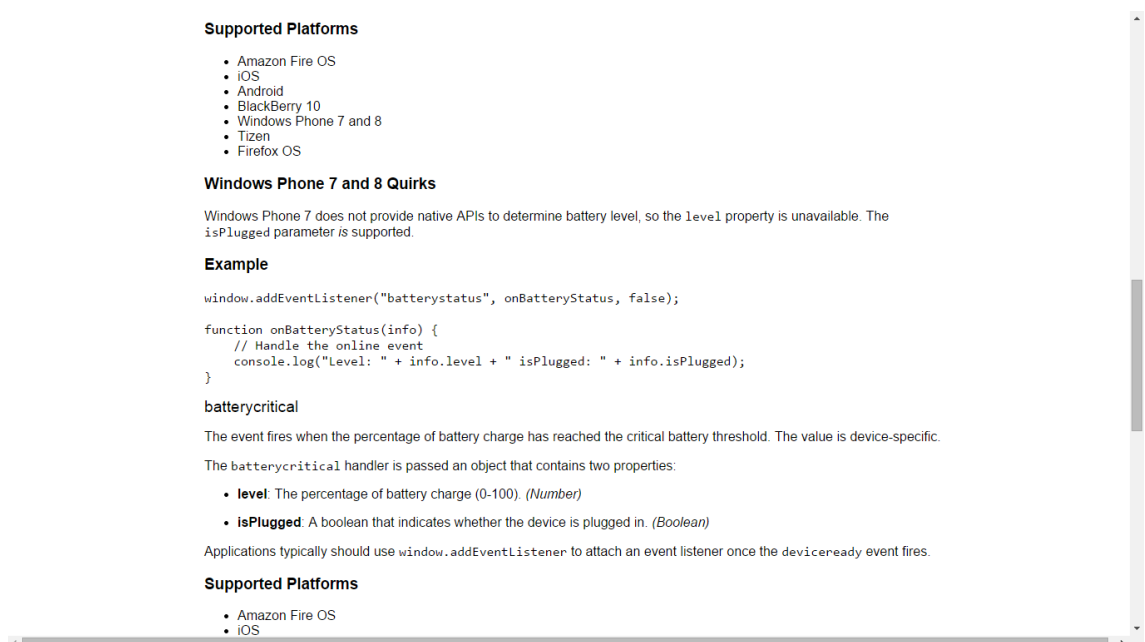 Supported Platforms
Amazon Fire OS
iOS
Android
BlackBerry 10
Windows Phone 7 and 8
Tizen
Firefox OS
Windows Phone 7 and 8 Quirks
Windows Phone 7 does not provide native APIs to determine battery level, so the level property is unavailable. The
isPlugged parameter is supported.
Example
window.addEventListener("batterystatus", onBatteryStatus, false);
function onBatteryStatus(info) {
    // Handle the online event
    console.log("Level: " + info.level + " isPlugged: " + info.isPlugged);
}
batterycritical
The event fires when the percentage of battery charge has reached the critical battery threshold. The value is device-specific.
The batterycritical handler is passed an object that contains two properties:
level: The percentage of battery charge (0-100). (Number)
isPlugged: A boolean that indicates whether the device is plugged in. (Boolean)
Applications typically should use window.addEventListener to attach an event listener once the deviceready event fires.
Supported Platforms
Amazon Fire OS
iOS